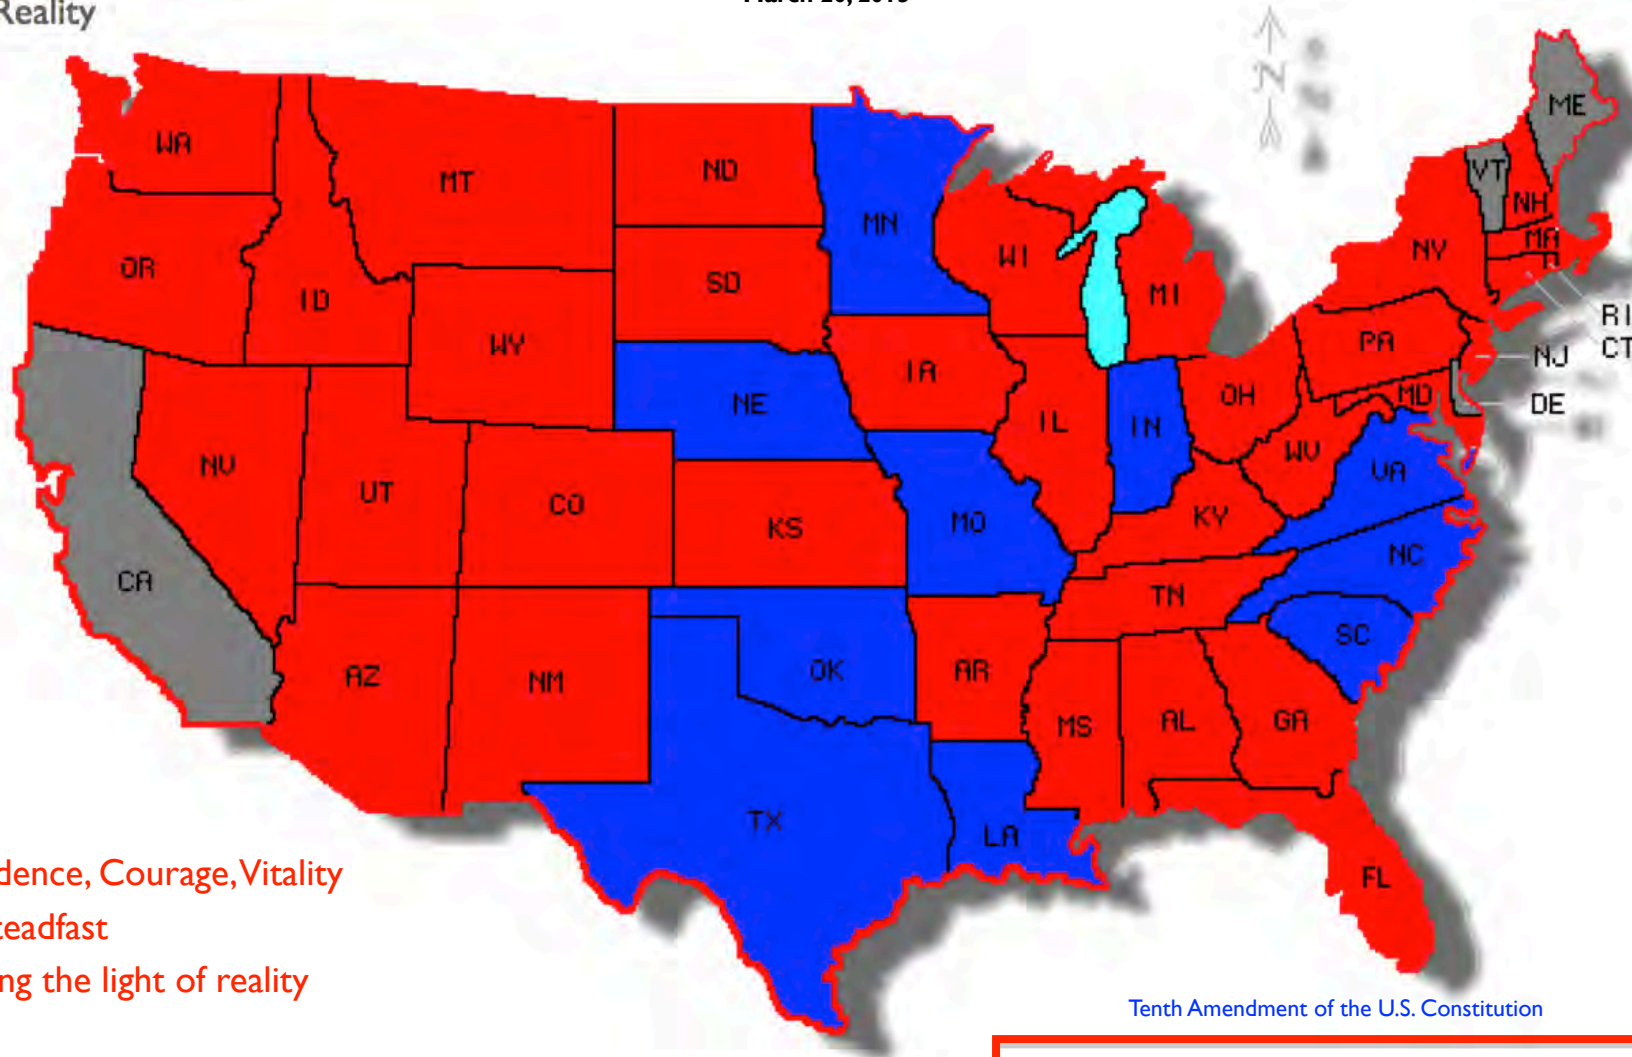 Reality
WA
MT
ND
MN
OR
ID
SD
WI
MI
NY
VT
NH
ME
MA
RI
CT
NJ
DE
PA
MD
WY
IA
NE
IL
IN
OH
WV
VA
NV
UT
CO
KS
MO
KY
NC
CA
TN
SC
AZ
NM
OK
AR
MS
AL
GA
TX
LA
FL
N
dence, Courage, Vitality
teadfast
ng the light of reality
Tenth Amendment of the U.S. Constitution